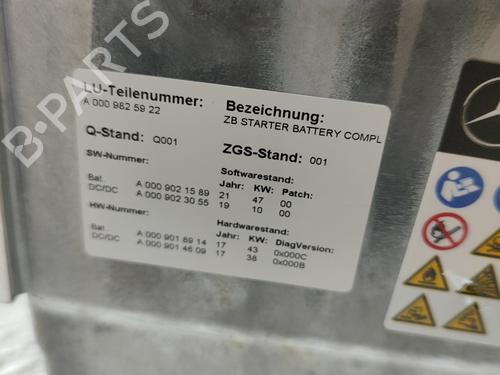 B-PARTS
LU-Teilenummer: Bezeichnung:
A 000 982 59 22 ZB STARTER BATTERY COMPL
Q-Stand: Q001 ZGS-Stand: 001
SW-Nummer: Softwarestand:
Jahr: KW: Patch:
Bat. A 000 902 15 89 21 47 00
DC/DC A 000 902 30 55 19 10 00
HW-Nummer: Hardwarestand:
Jahr: KW: DiagVersion:
Bat. A 000 901 89 14 17 43 0x000C
DC/DC A 000 901 46 09 17 38 0x000B